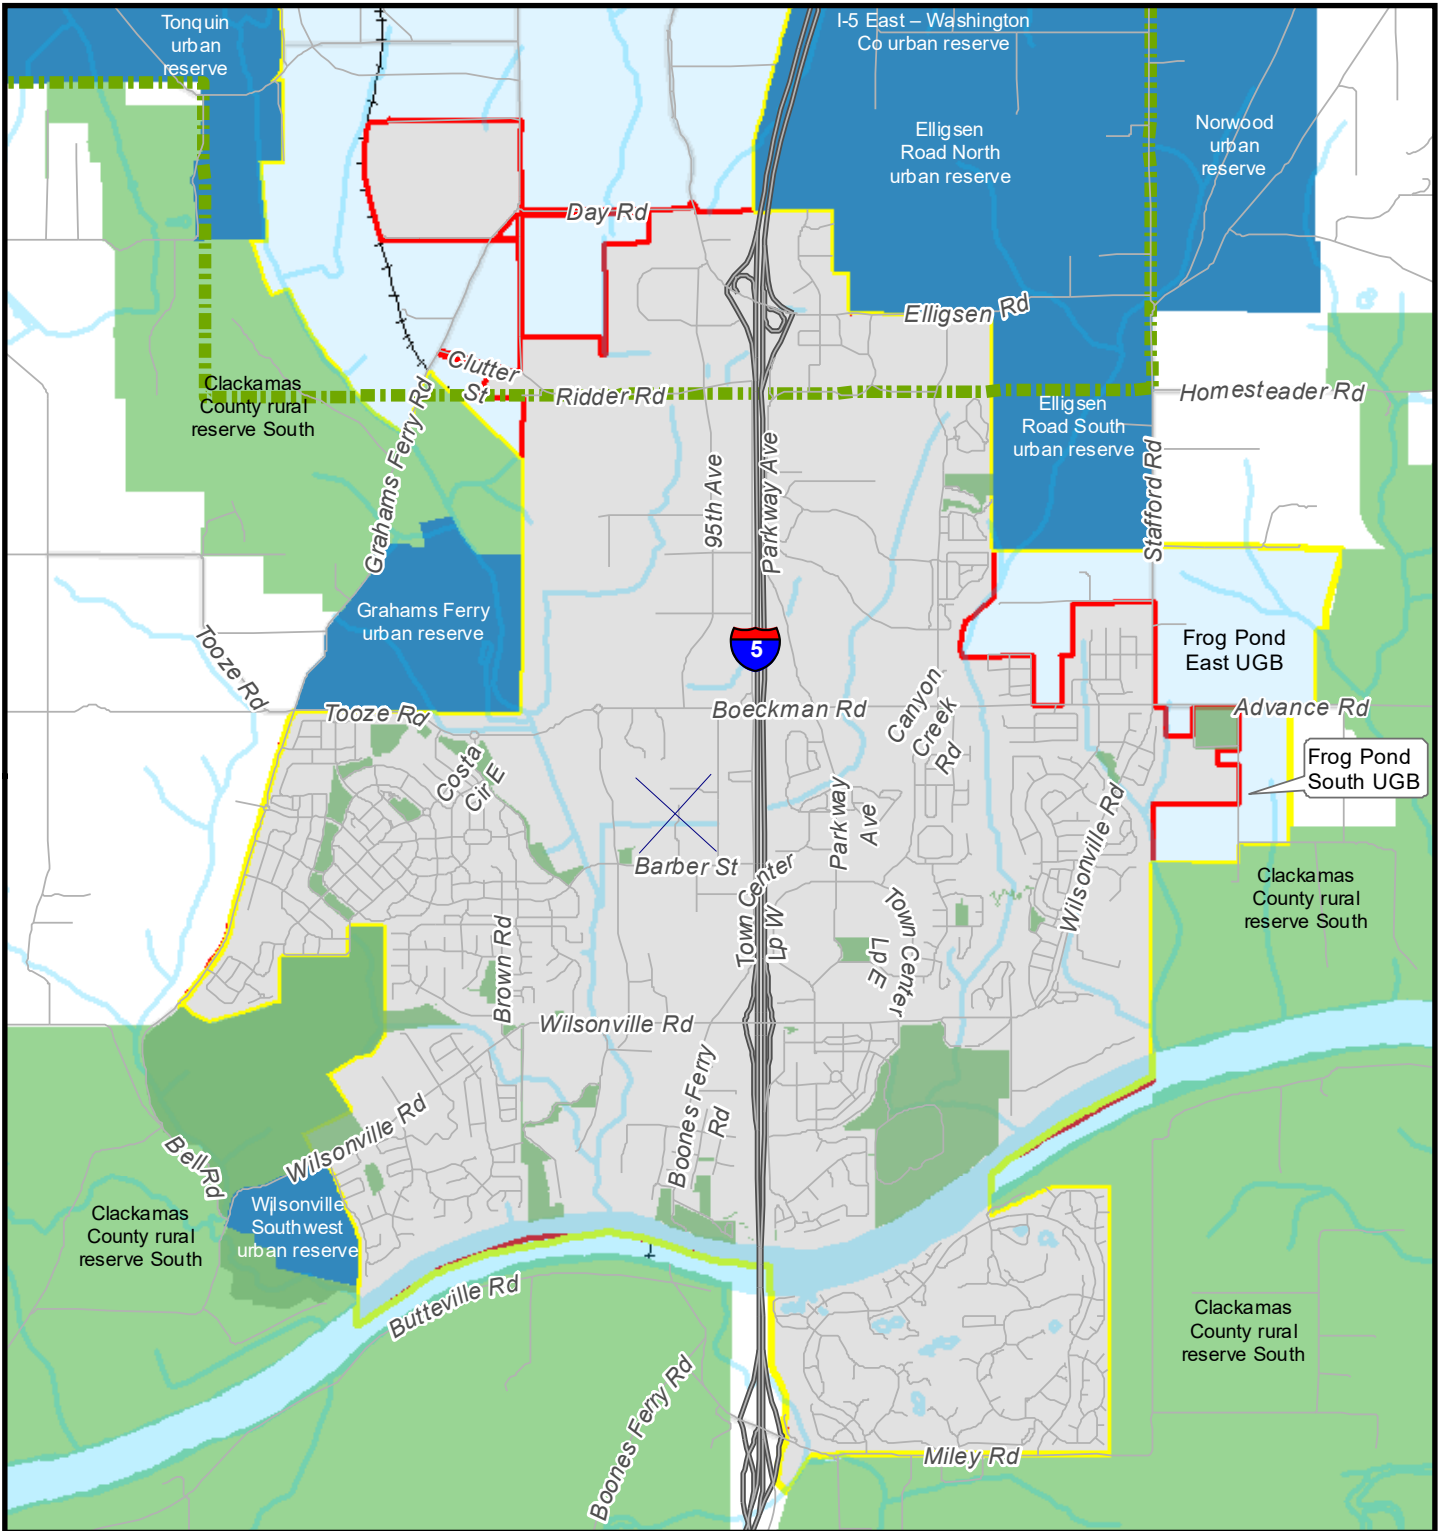 Tonquin
urban
reserve
I-5 East – Washington
Co urban reserve
Elligsen
Road North
urban reserve
Norwood
urban
reserve
Day Rd
Elligsen Rd
Clutter
St
Ridder Rd
Homesteader Rd
Clackamas
County rural
reserve South
Elligsen
Road South
urban reserve
Grahams Ferry Rd
95th Ave
Parkway Ave
Stafford Rd
Grahams Ferry
urban reserve
5
Frog Pond
East UGB
Tooze Rd
Tooze Rd
Boeckman Rd
Canyon
Creek
Rd
Advance Rd
Frog Pond
South UGB
Costa
Cir E
Parkway
Ave
Wilsonville Rd
Barber St
Town Center
Lp W
Town Center
Lp E
Clackamas
County rural
reserve South
Brown Rd
Wilsonville Rd
Boones Ferry
Rd
Wilsonville Rd
Bell Rd
Clackamas
County rural
reserve South
Wilsonville
Southwest
urban reserve
Butteville Rd
Clackamas
County rural
reserve South
Boones Ferry Rd
Miley Rd